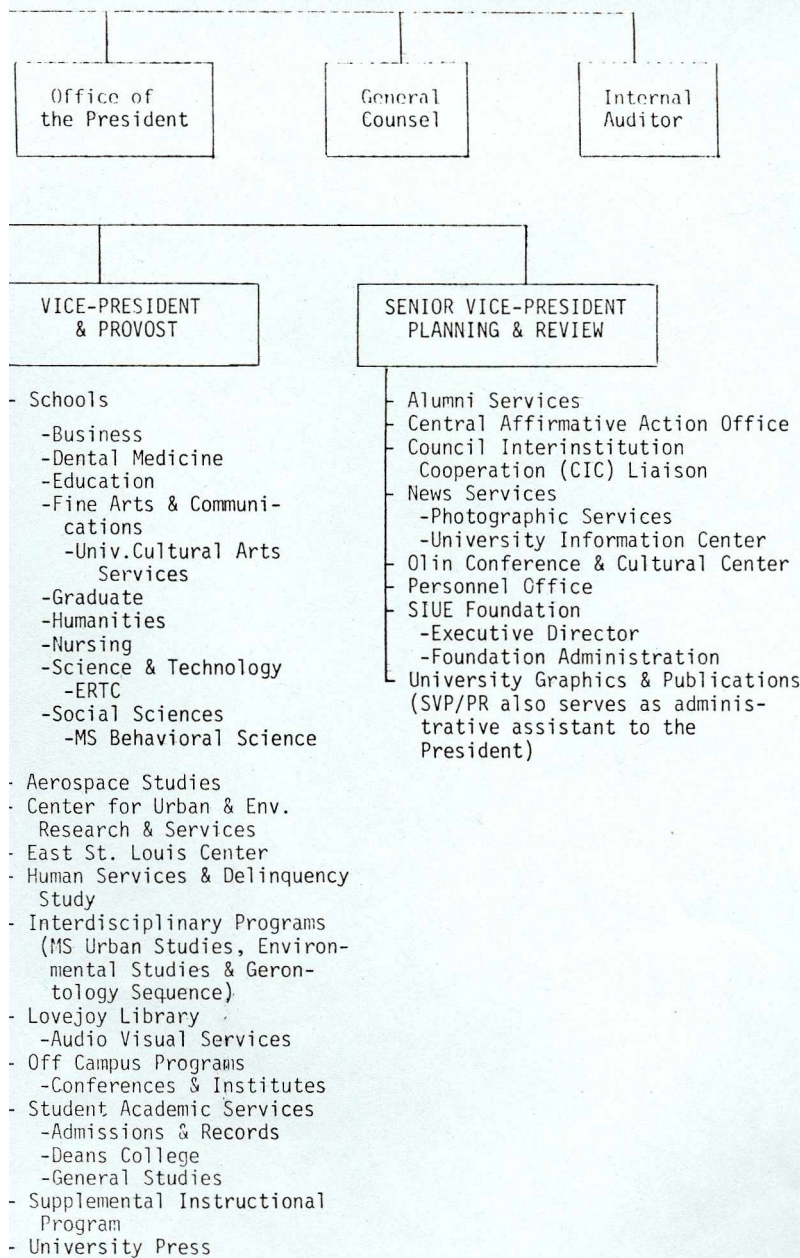 Office of
the President
General
Counsel
Internal
Auditor
VICE-PRESIDENT
& PROVOST
- Schools
-Business
-Dental Medicine
-Education
-Fine Arts & Communi-
cations
-Univ.Cultural Arts
Services
-Graduate
-Humanities
-Nursing
-Science & Technology
-ERTC
-Social Sciences
-MS Behavioral Science
- Aerospace Studies
- Center for Urban & Env.
Research & Services
- East St. Louis Center
- Human Services & Delinquency
Study
- Interdisciplinary Programs
(MS Urban Studies, Environ-
mental Studies & Geron-
tology Sequence)
- Lovejoy Library
-Audio Visual Services
- Off Campus Programs
-Conferences & Institutes
- Student Academic Services
-Admissions & Records
-Deans College
-General Studies
- Supplemental Instructional
Program
- University Press
SENIOR VICE-PRESIDENT
PLANNING & REVIEW
- Alumni Services
- Central Affirmative Action Office
- Council Interinstitution
Cooperation (CIC) Liaison
- News Services
-Photographic Services
-University Information Center
- Olin Conference & Cultural Center
- Personnel Office
- SIUE Foundation
-Executive Director
-Foundation Administration
- University Graphics & Publications
(SVP/PR also serves as adminis-
trative assistant to the
President)